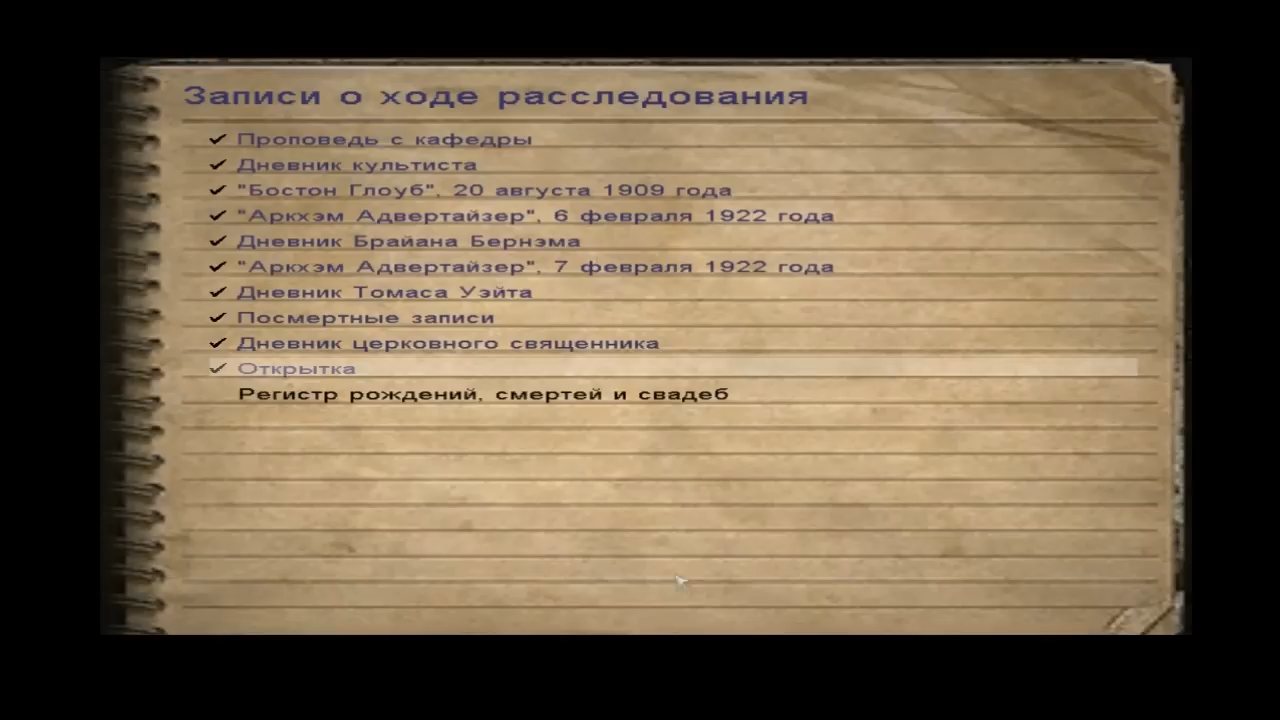 Записи о ходе расследования
Проповедь с кафедры
Дневник культиста
"Бостон Глоуб", 20 августа 1909 года
"Аркхэм Адвертайзер", 6 февраля 1922 года
Дневник Брайана Бернэма
"Аркхэм Адвертайзер", 7 февраля 1922 года
Дневник Томаса Уэйта
Посмертные записи
Дневник церковного священника
Открытка
Регистр рождений, смертей и свадеб